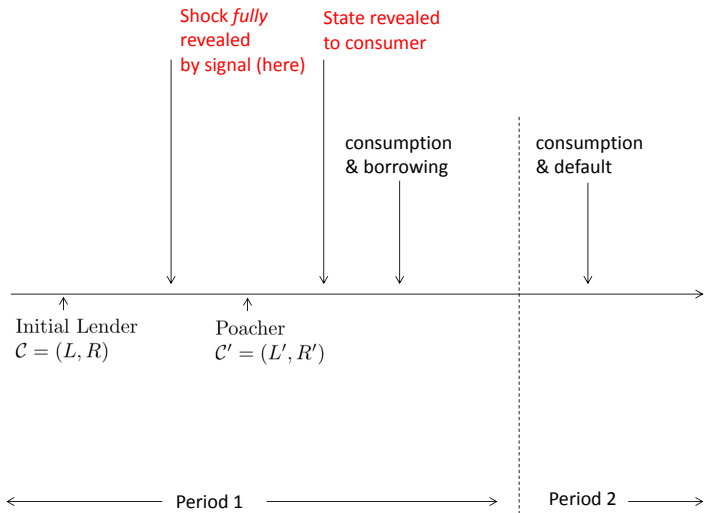 Shock fully
revealed
by signal (here)
State revealed
to consumer
consumption
& borrowing
consumption
& default
Initial Lender
C = (L, R)
Poacher
C′ = (L′, R′)
Period 1
Period 2